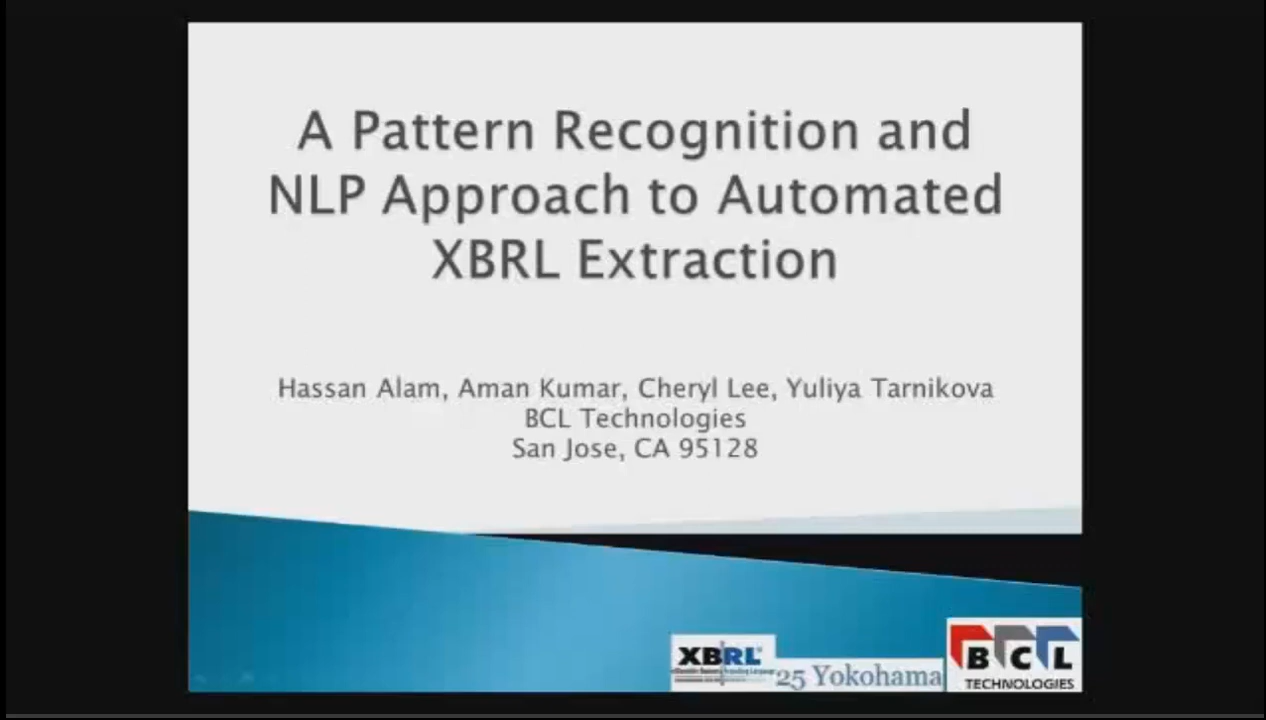 A Pattern Recognition and
NLP Approach to Automated
XBRL Extraction
Hassan Alam, Aman Kumar, Cheryl Lee, Yuliya Tarnikova
BCL Technologies
San Jose, CA 95128
XBRL
25 Yokohama
BCL
TECHNOLOGIES